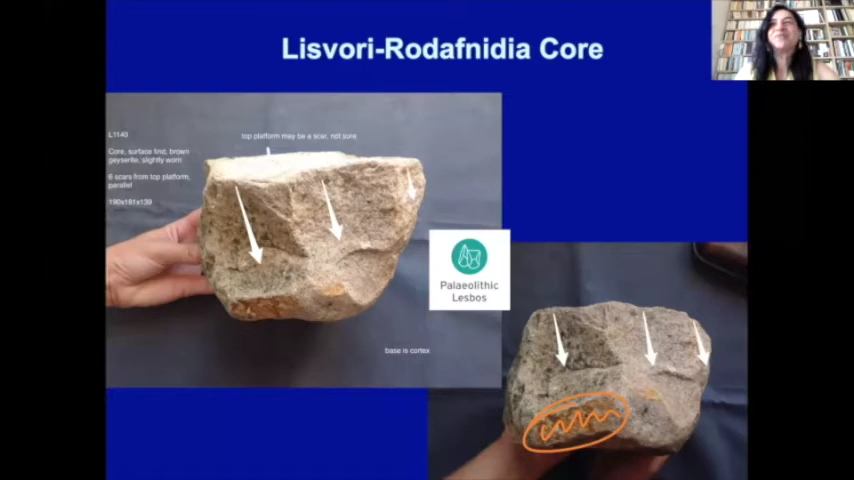 Lisvori-Rodafnidia Core
L1140
top platform may be a scar, not sure
Core, surface find, brown
geyserite, slightly worn
6 scars from top platform,
parallel
190x181x139
Palaeolithic
Lesbos
base is cortex